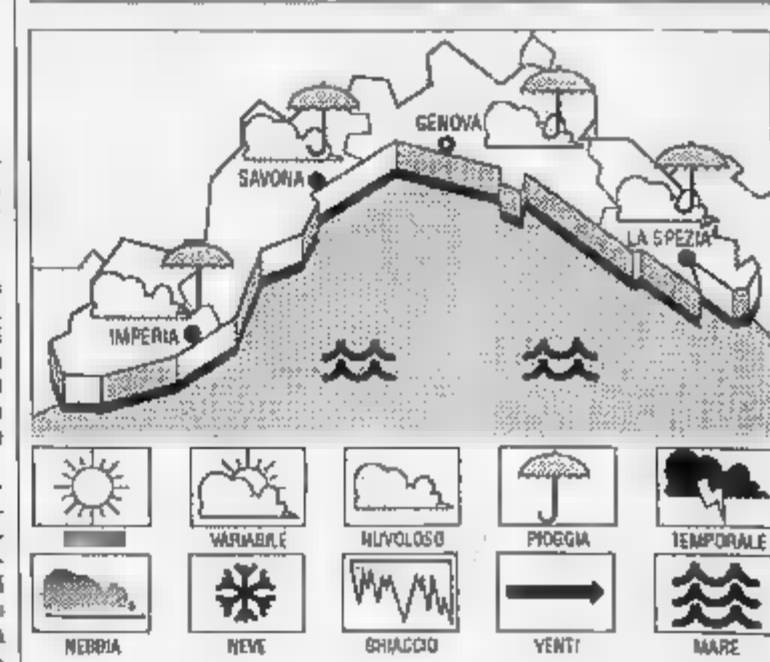 GENOVA
SAVONA
LA SPEZIA
IMPERIA
VARIABILE
NUVOLOSO
PIOGGIA
TEMPORALE
NEBBIA
NEVE
GHIACCIO
VENTI
MARE